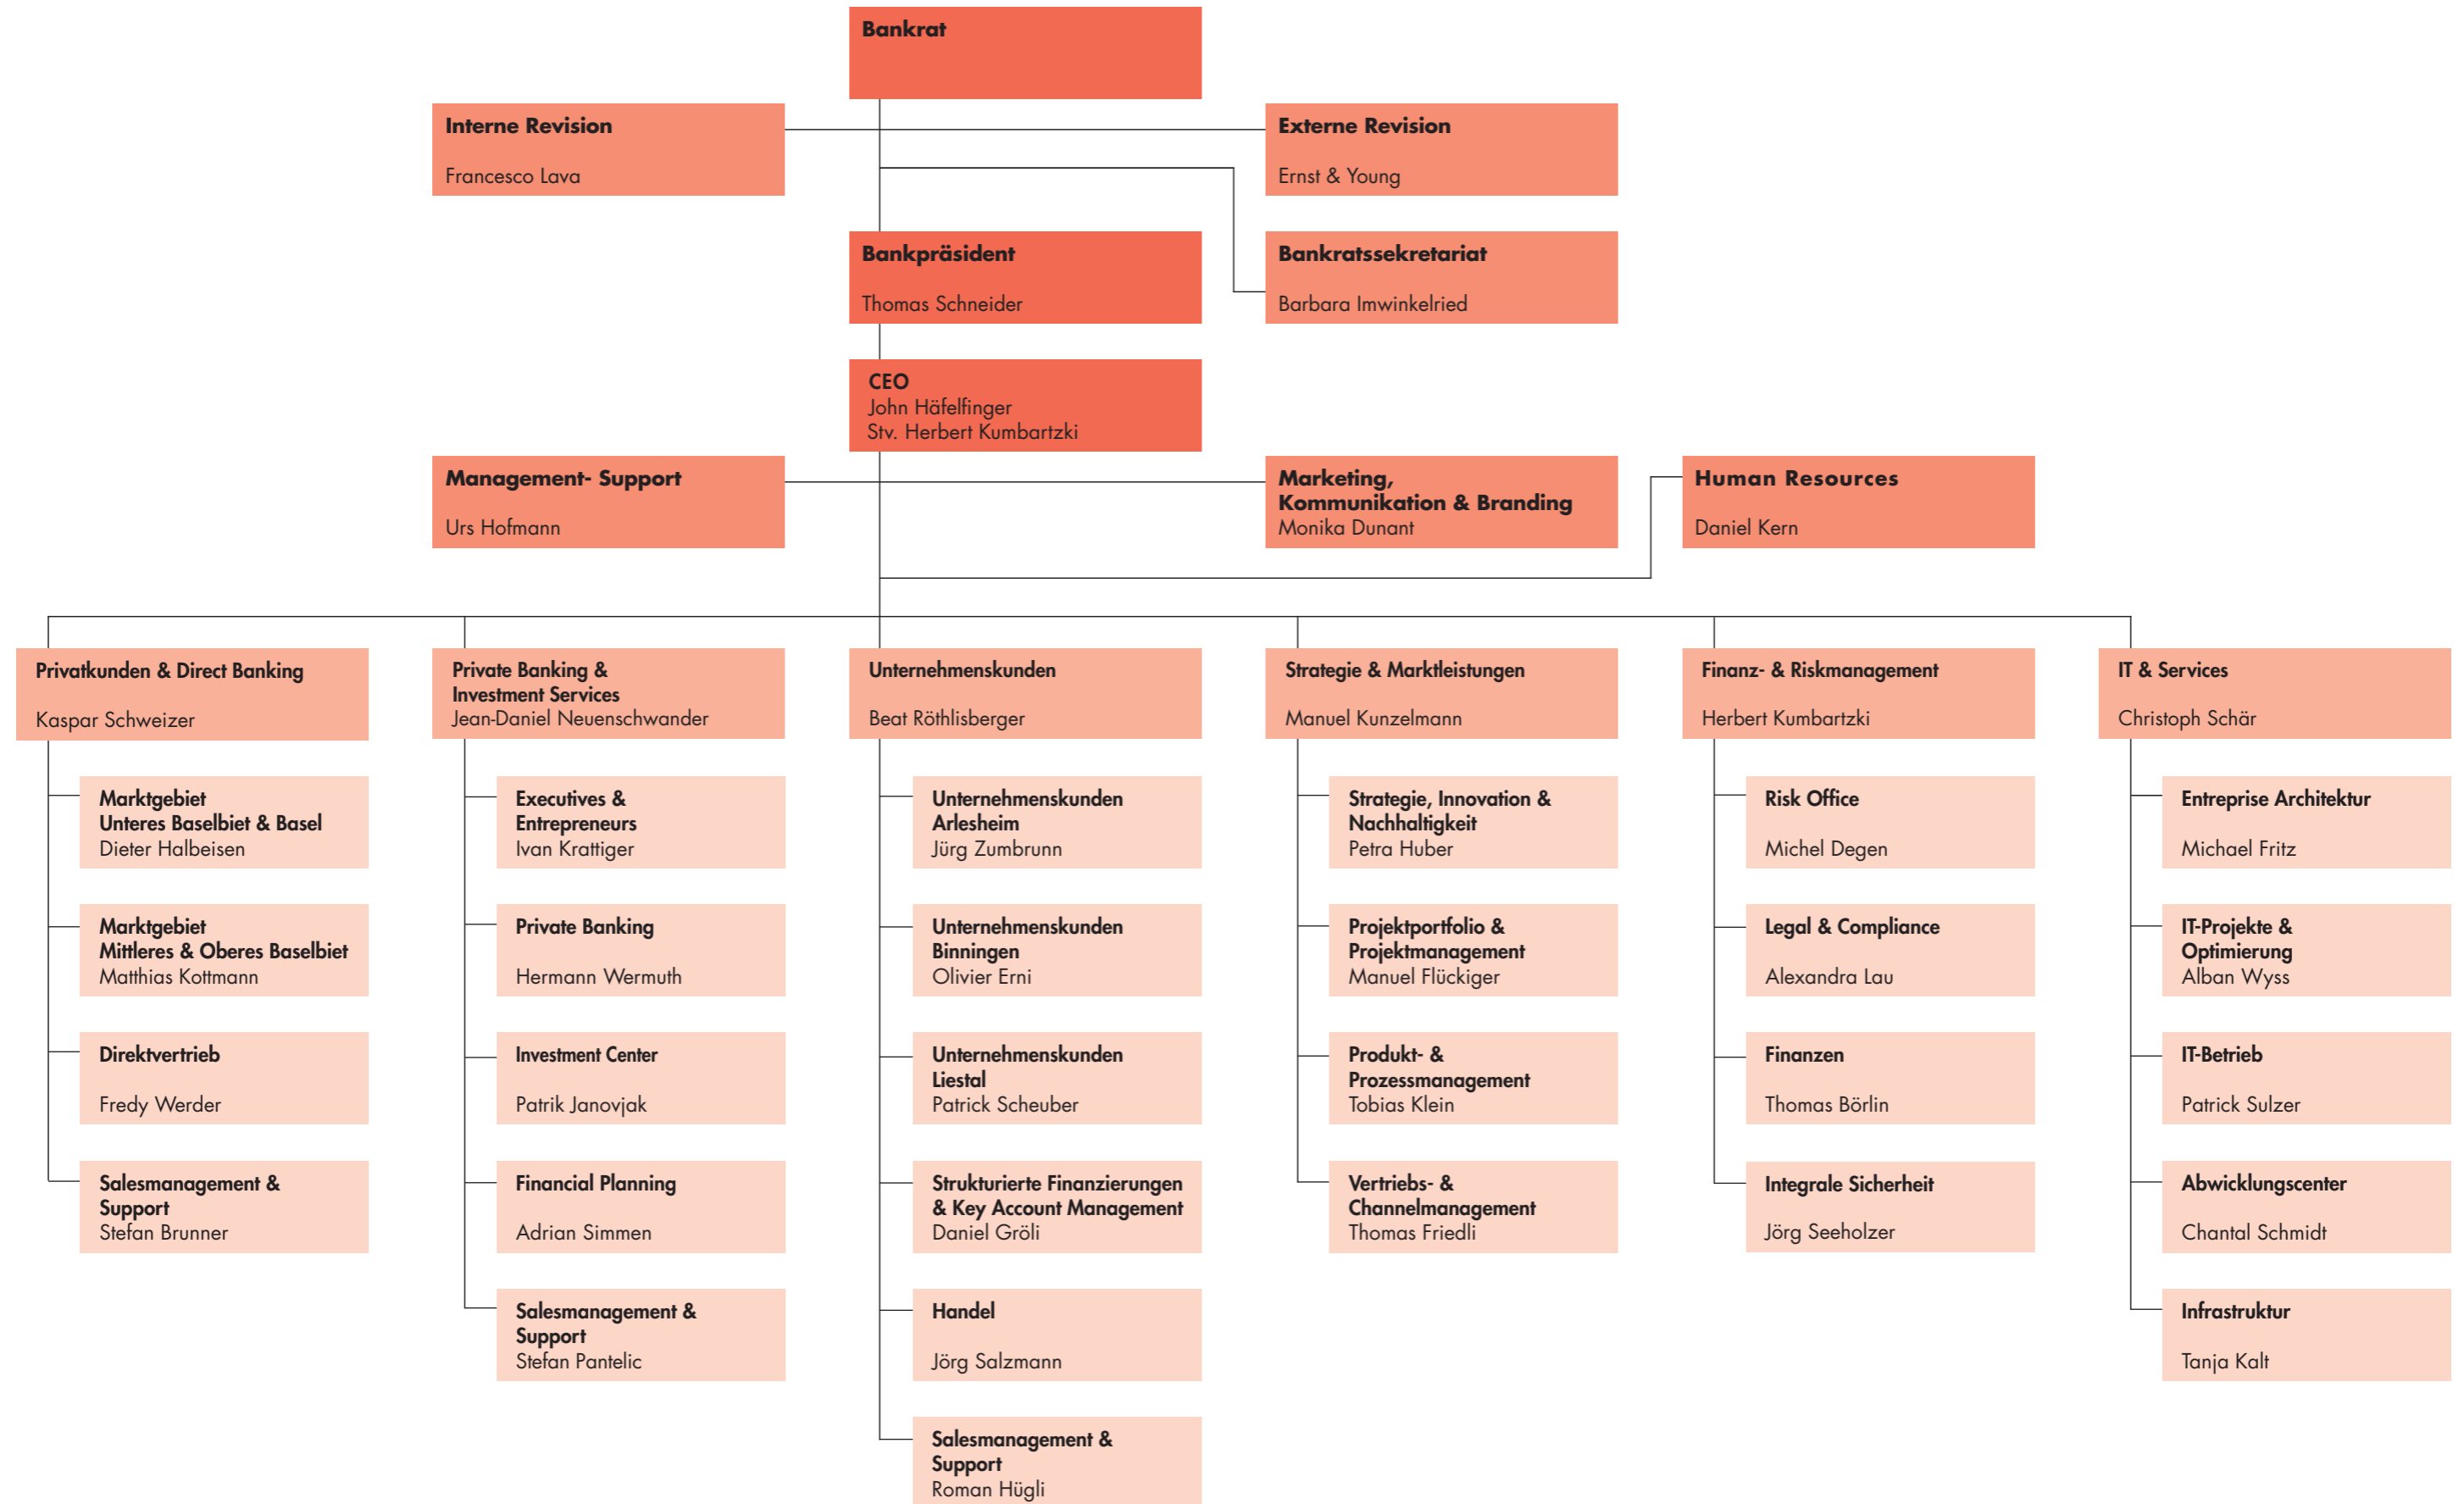 Bankrat
Interne Revision
Francesco Lava
Externe Revision
Ernst & Young
Bankpräsident
Thomas Schneider
Bankratssekretariat
Barbara Imwinkelried
CEO
John Häfelfinger
Stv. Herbert Kumbartzki
Management- Support
Urs Hofmann
Marketing,
Kommunikation & Branding
Monika Dunant
Human Resources
Daniel Kern
Privatkunden & Direct Banking
Kaspar Schweizer
Marktgebiet
Unteres Baselbiet & Basel
Dieter Halbeisen
Marktgebiet
Mittleres & Oberes Baselbiet
Matthias Kottmann
Direktvertrieb
Fredy Werder
Salesmanagement &
Support
Stefan Brunner
Private Banking &
Investment Services
Jean-Daniel Neuenschwander
Executives &
Entrepreneurs
Ivan Krattiger
Private Banking
Hermann Wermuth
Investment Center
Patrik Janovjak
Financial Planning
Adrian Simmen
Salesmanagement &
Support
Stefan Pantelic
Unternehmenskunden
Beat Röthlisberger
Unternehmenskunden
Arlesheim
Jürg Zumbrunn
Unternehmenskunden
Binningen
Olivier Erni
Unternehmenskunden
Liestal
Patrick Scheuber
Strukturierte Finanzierungen
& Key Account Management
Daniel Gröli
Handel
Jörg Salzmann
Salesmanagement &
Support
Roman Hügli
Strategie & Marktleistungen
Manuel Kunzelmann
Strategie, Innovation &
Nachhaltigkeit
Petra Huber
Projektportfolio &
Projektmanagement
Manuel Flückiger
Produkt- &
Prozessmanagement
Tobias Klein
Vertriebs- &
Channelmanagement
Thomas Friedli
Finanz- & Riskmanagement
Herbert Kumbartzki
Risk Office
Michel Degen
Legal & Compliance
Alexandra Lau
Finanzen
Thomas Börlin
Integrale Sicherheit
Jörg Seeholzer
IT & Services
Christoph Schär
Entreprise Architektur
Michael Fritz
IT-Projekte &
Optimierung
Alban Wyss
IT-Betrieb
Patrick Sulzer
Abwicklungscenter
Chantal Schmidt
Infrastruktur
Tanja Kalt